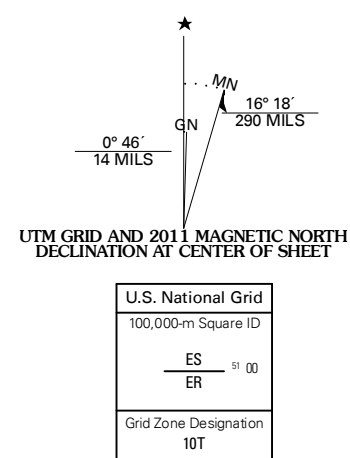 MN
GN
16° 18´
290 MILS
0° 46´
14 MILS
UTM GRID AND 2011 MAGNETIC NORTH
DECLINATION AT CENTER OF SHEET
U.S. National Grid
100,000-m Square ID
ES
51 00
ER
Grid Zone Designation
10T